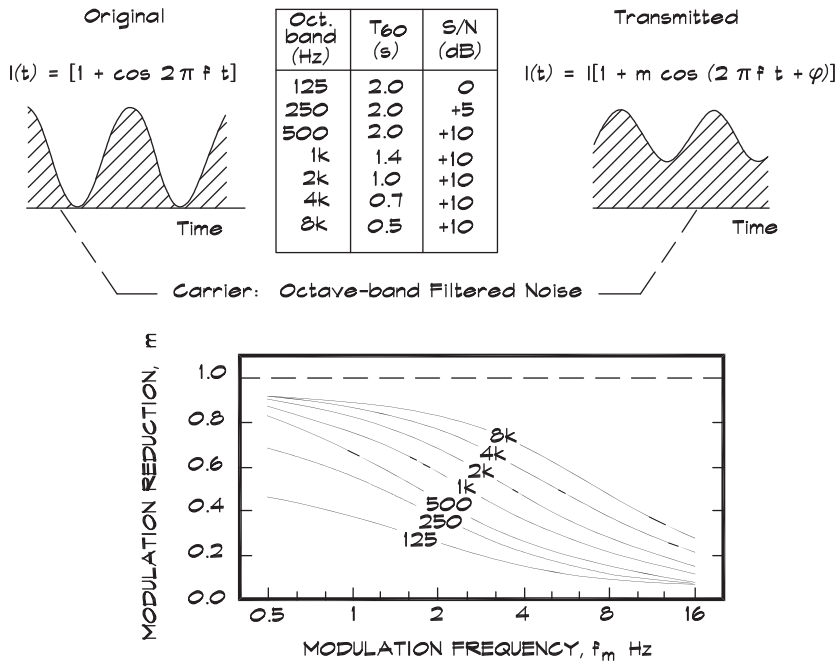 Original
Transmitted
I(t) = [1 + cos 2 π f t]
I(t) = I[1 + m cos (2 π f t + φ)]
Oct. band (Hz) T60 (s) S/N (dB)
125 2.0 0
250 2.0 +5
500 2.0 +10
1k 1.4 +10
2k 1.0 +10
4k 0.7 +10
8k 0.5 +10
Time
Time
Carrier: Octave-band Filtered Noise
MODULATION REDUCTION, m
1.0
0.8
0.6
0.4
0.2
0.0
8k
4k
2k
1k
500
250
125
0.5 1 2 4 8 16
MODULATION FREQUENCY, fm Hz